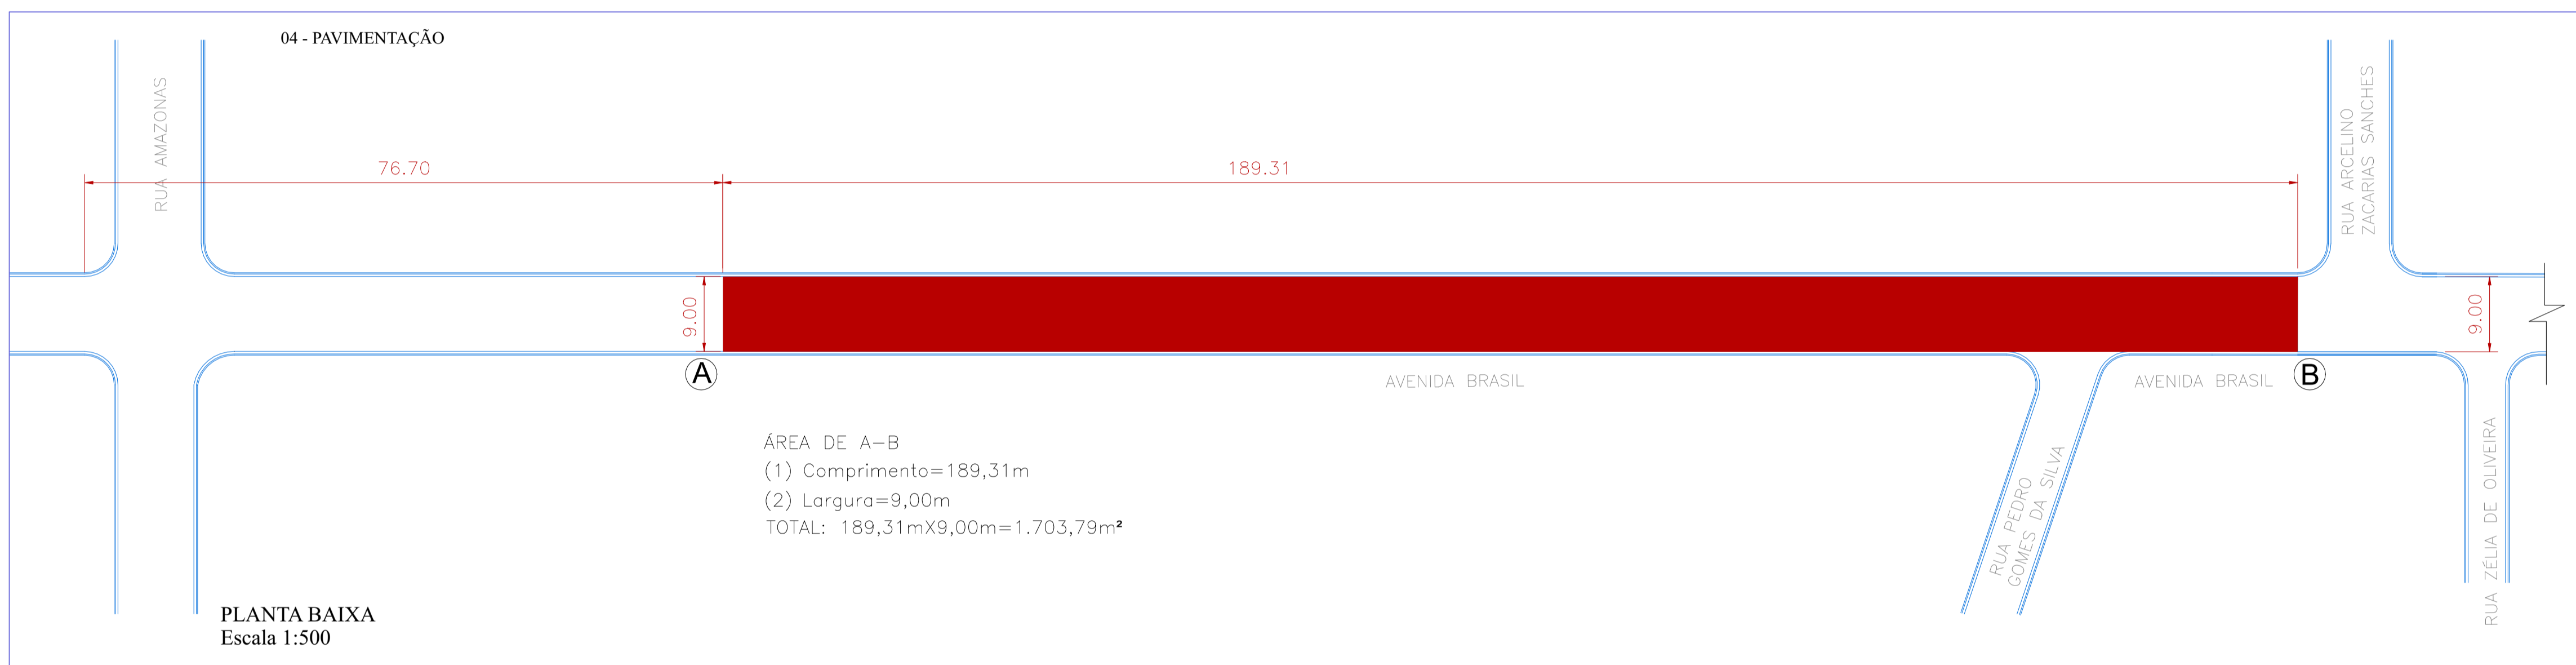 04 - PAVIMENTAÇÃO
RUA AMAZONAS
RUA ARCELINO
ZACARIAS SANCHES
76.70
189.31
9.00
9.00
A
AVENIDA BRASIL
AVENIDA BRASIL
B
ÁREA DE A-B
(1) Comprimento=189,31m
(2) Largura=9,00m
TOTAL: 189,31mX9,00m=1.703,79m²
RUA PEDRO
GOMES DA SILVA
RUA ZÉLIA DE OLIVEIRA
PLANTA BAIXA
Escala 1:500